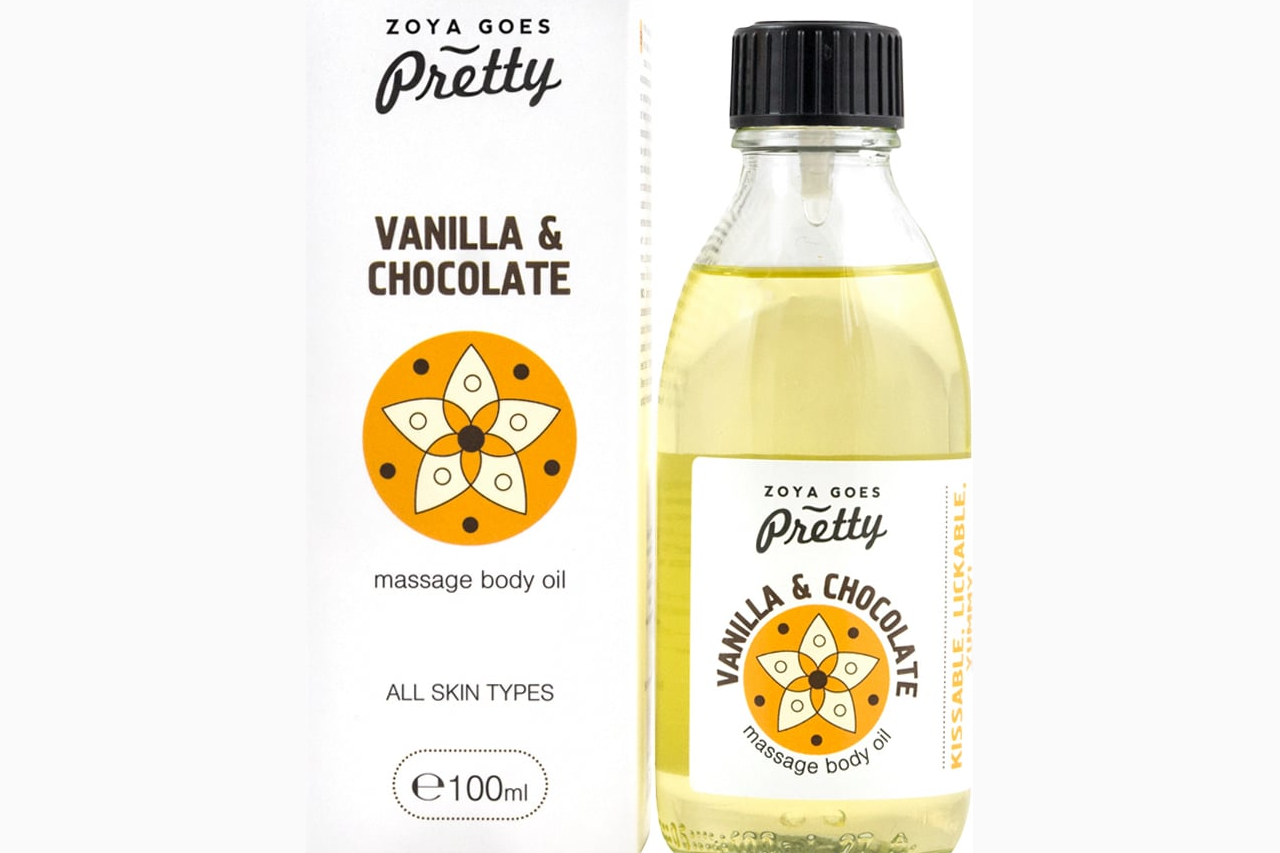 ZOYA GOES
Pretty
VANILLA &
CHOCOLATE
massage body oil
ALL SKIN TYPES
℮100ml
ZOYA GOES
Pretty
VANILLA & CHOCOLATE
massage body oil
KISSABLE, LICKABLE,
YUMMY!